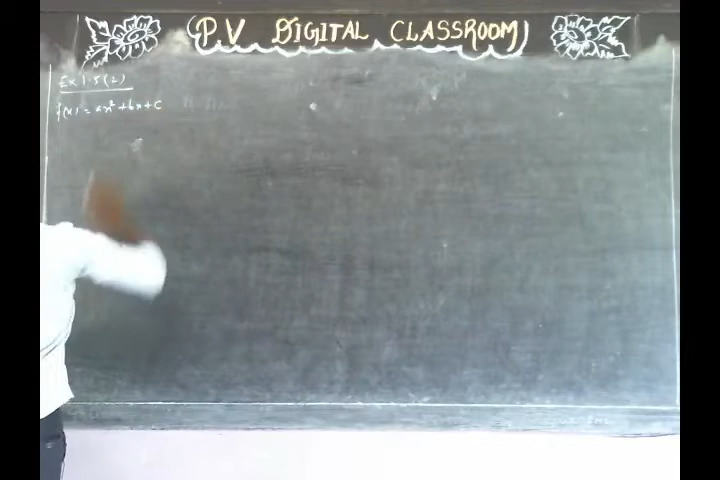 P.V DIGITAL CLASSROOM
Ex 1.5(2)
f(x) = ax² + bx + c